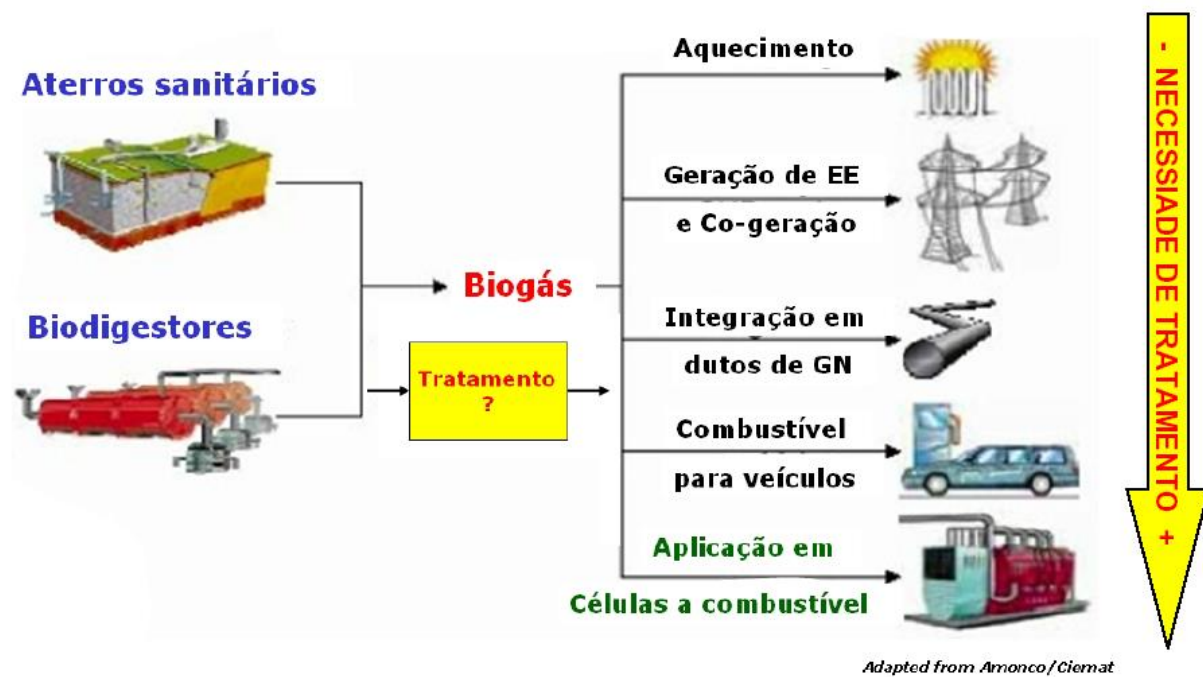 Aterros sanitários
Biodigestores
Biogás
Tratamento
?
Aquecimento
Geração de EE
e Co-geração
Integração em
dutos de GN
Combustível
para veículos
Aplicação em
Células a combustível
- NECESSIADE DE TRATAMENTO +
Adapted from Amonco/Ciemat